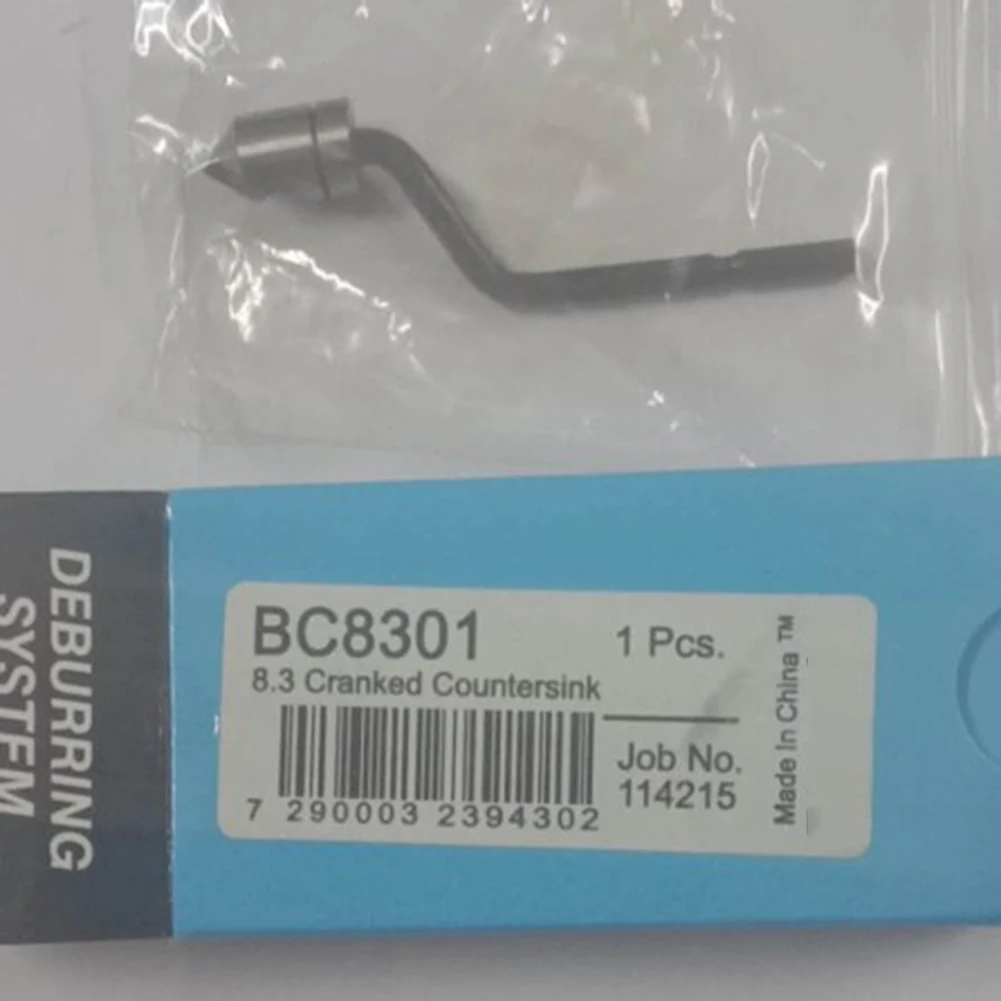 DEBURRING
SYSTEM
BC8301
1 Pcs.
8.3 Cranked Countersink
7 290003 2394302
Job No.
114215
Made In China ™